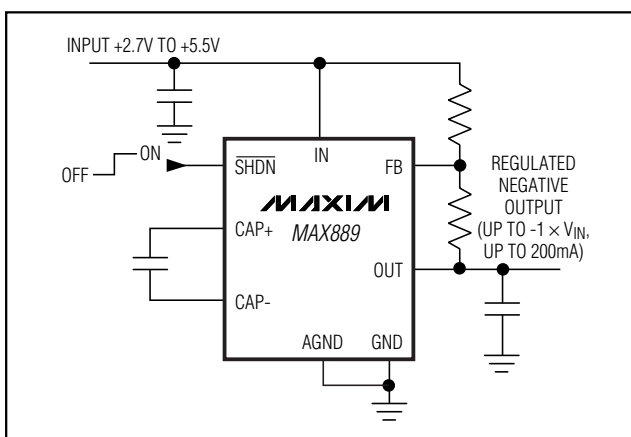 INPUT +2.7V TO +5.5V
OFF
ON
SHDN
IN
FB
MAXIM
MAX889
CAP+
CAP-
OUT
AGND
GND
REGULATED
NEGATIVE
OUTPUT
(UP TO -1 × VIN,
UP TO 200mA)